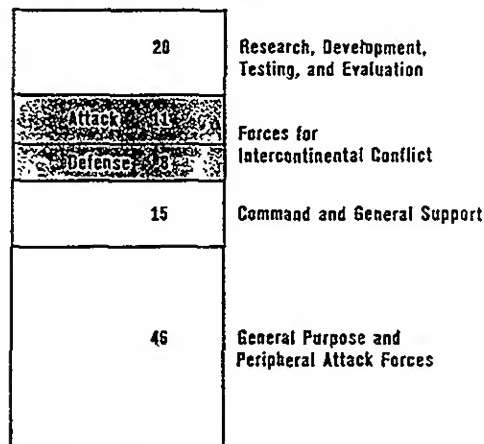 20
Research, Development,
Testing, and Evaluation
Attack 11
Forces for
Intercontinental Conflict
Defense 8
15
Command and General Support
46
General Purpose and
Peripheral Attack Forces